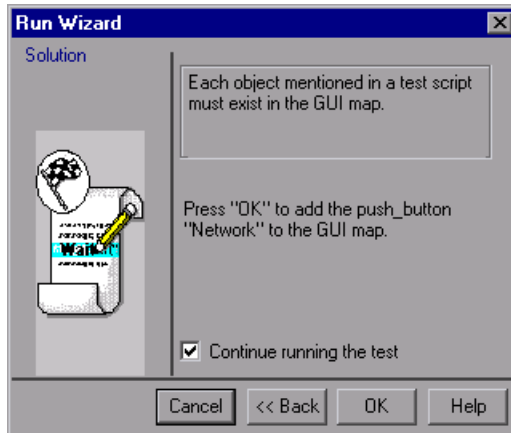 Run Wizard
Solution
Each object mentioned in a test script
must exist in the GUI map.
Press "OK" to add the push_button
"Network" to the GUI map.
Continue running the test
Cancel
<< Back
OK
Help